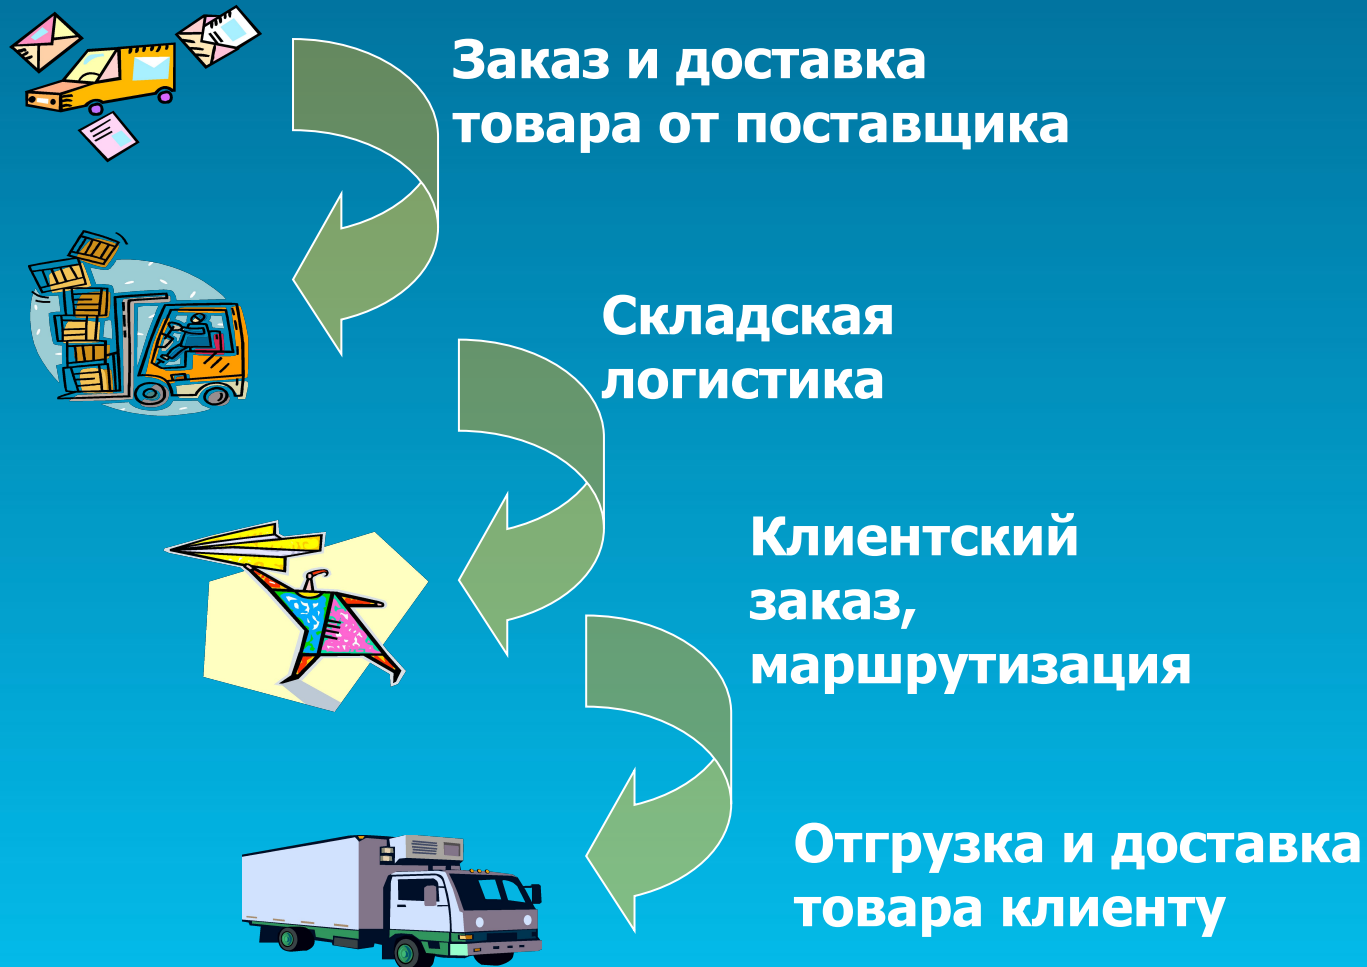 Заказ и доставка
товара от поставщика
Складская
логистика
Клиентский
заказ,
маршрутизация
Отгрузка и доставка
товара клиенту